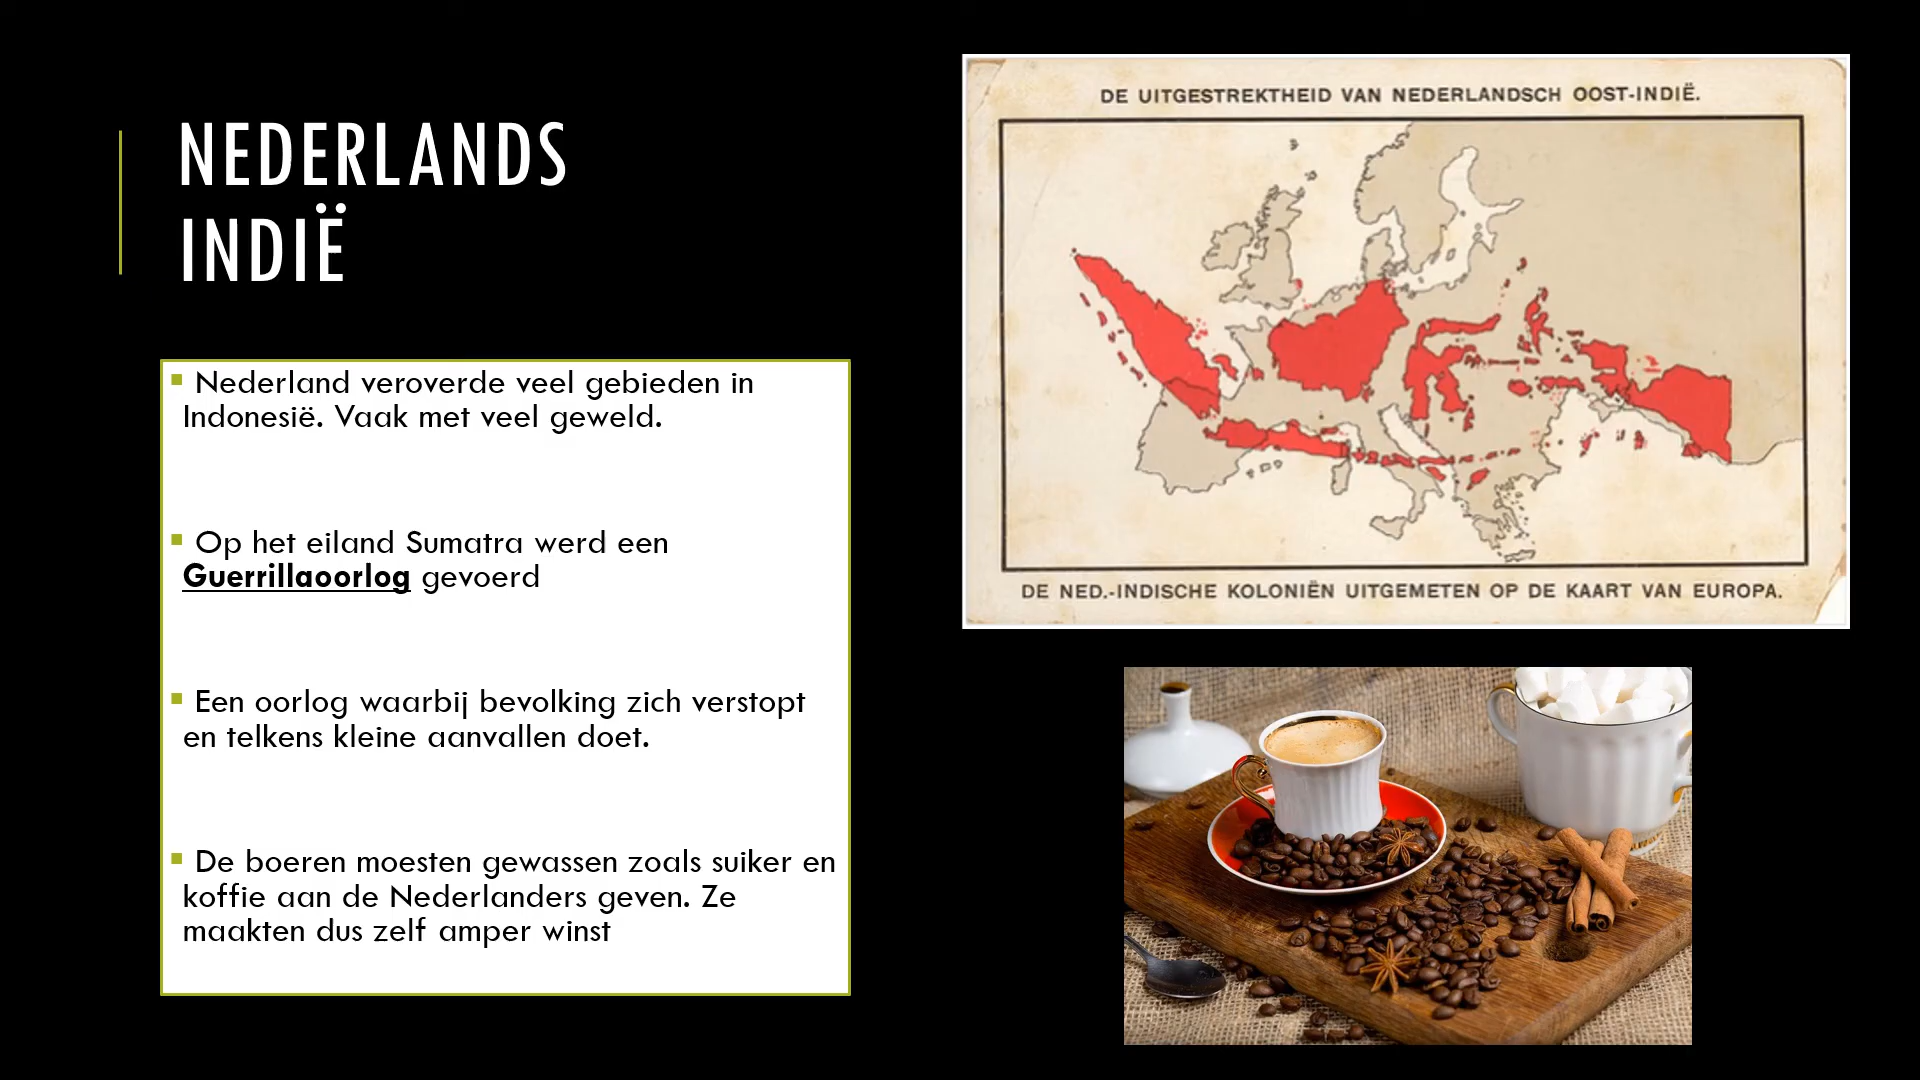 NEDERLANDS
INDIË
Nederland veroverde veel gebieden in
Indonesië. Vaak met veel geweld.
Op het eiland Sumatra werd een
Guerrillaoorlog gevoerd
Een oorlog waarbij bevolking zich verstopt
en telkens kleine aanvallen doet.
De boeren moesten gewassen zoals suiker en
koffie aan de Nederlanders geven. Ze
maakten dus zelf amper winst
DE UITGESTREKTHEID VAN NEDERLANDSCH OOST-INDIË.
DE NED.-INDISCHE KOLONIËN UITGEMETEN OP DE KAART VAN EUROPA.